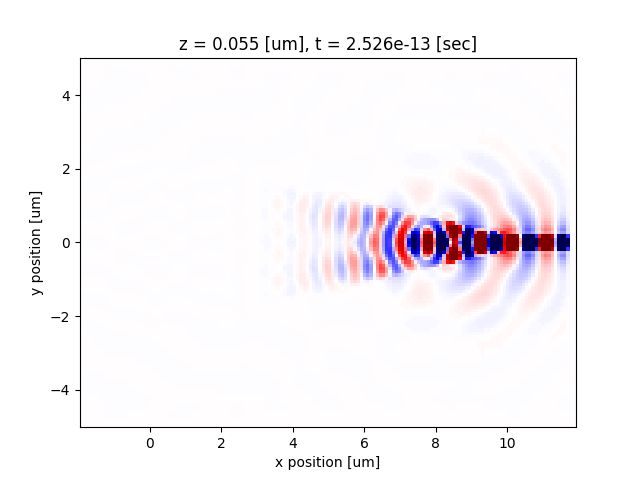 z = 0.055 [um], t = 2.526e-13 [sec]
4
2
0
−2
−4
y position [um]
0 2 4 6 8 10
x position [um]